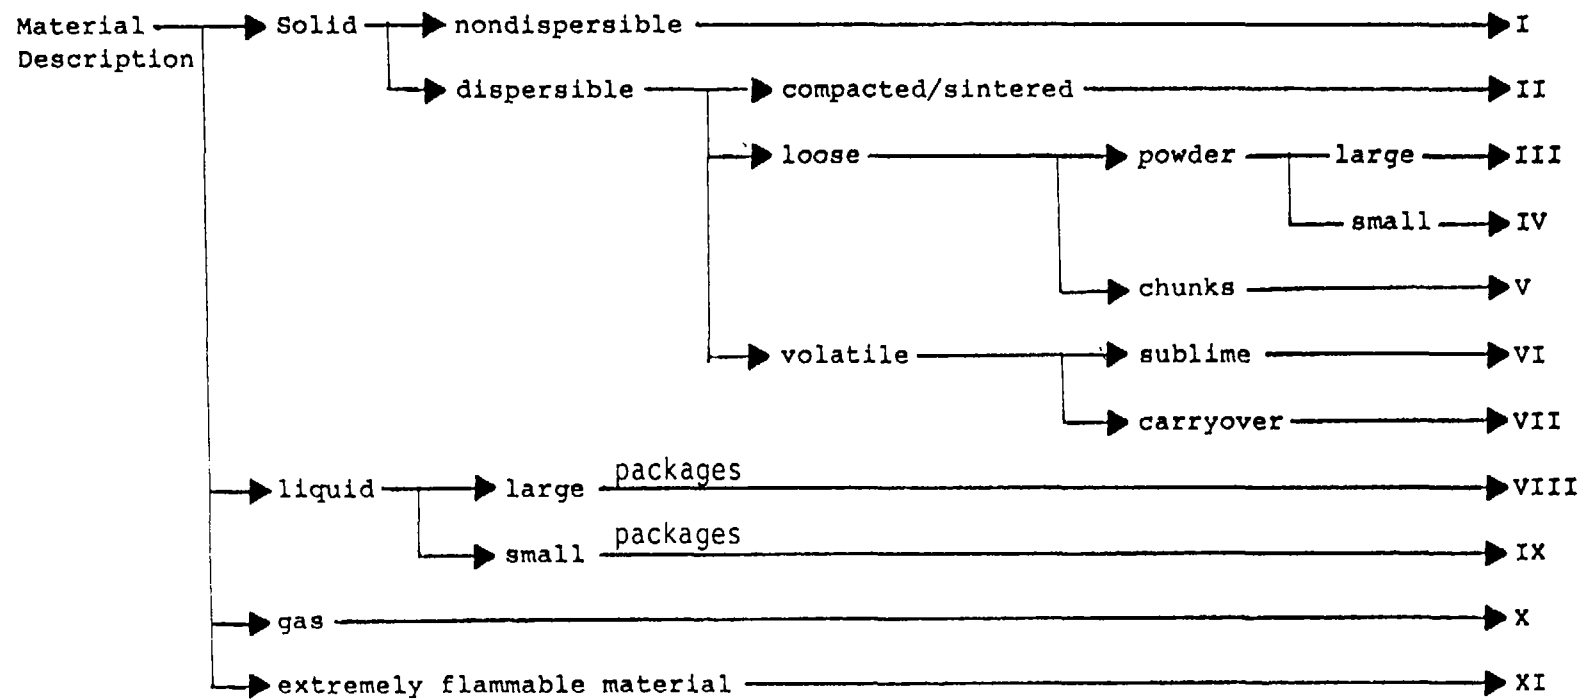 Material Solid nondispersible I
Description
dispersible compacted/sintered II
loose powder large III
small IV
chunks V
volatile sublime VI
carryover VII
liquid large packages VIII
small packages IX
gas X
extremely flammable material XI